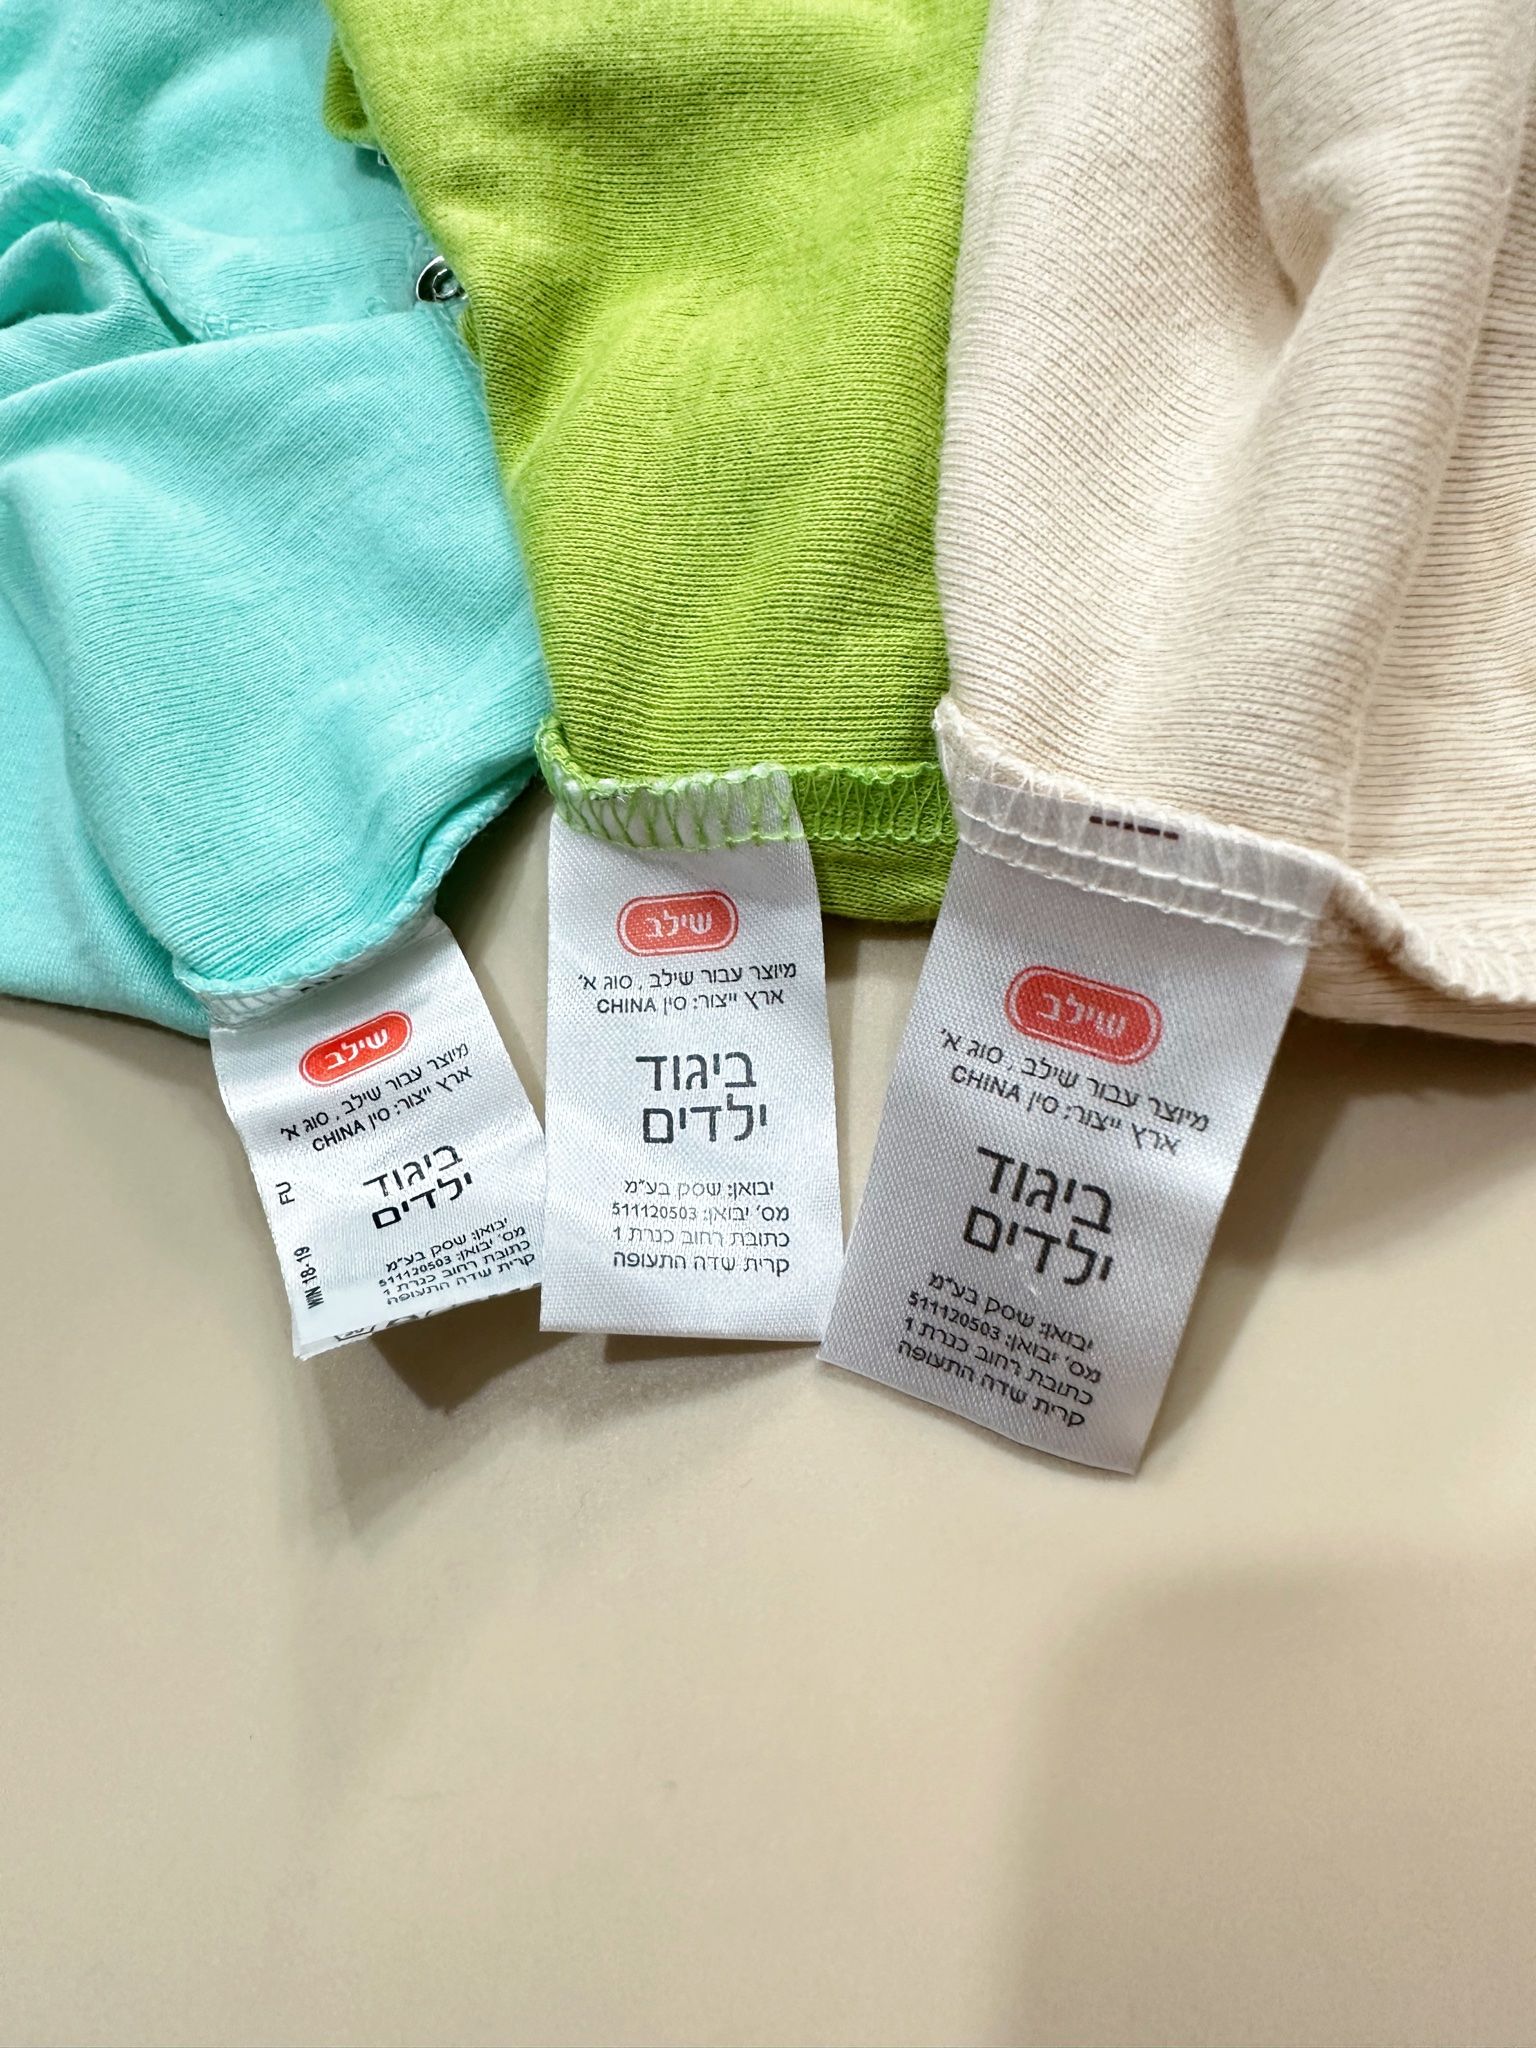 שילב
מיוצר עבור שילב, סוג א'
ארץ ייצור: סין CHINA
ביגוד
ילדים
יבואן: שסק בע"מ
מס' יבואן: 511120503
כתובת רחוב כנרת 1
קרית שדה התעופה
FU
WIN 18-19
שילב
מיוצר עבור שילב, סוג א'
ארץ ייצור: סין CHINA
ביגוד
ילדים
יבואן: שסק בע"מ
מס' יבואן: 511120503
כתובת רחוב כנרת 1
קרית שדה התעופה
שילב
מיוצר עבור שילב, סוג א'
ארץ ייצור: סין CHINA
ביגוד
ילדים
יבואן: שסק בע"מ
מס' יבואן: 511120503
כתובת רחוב כנרת 1
קרית שדה התעופה